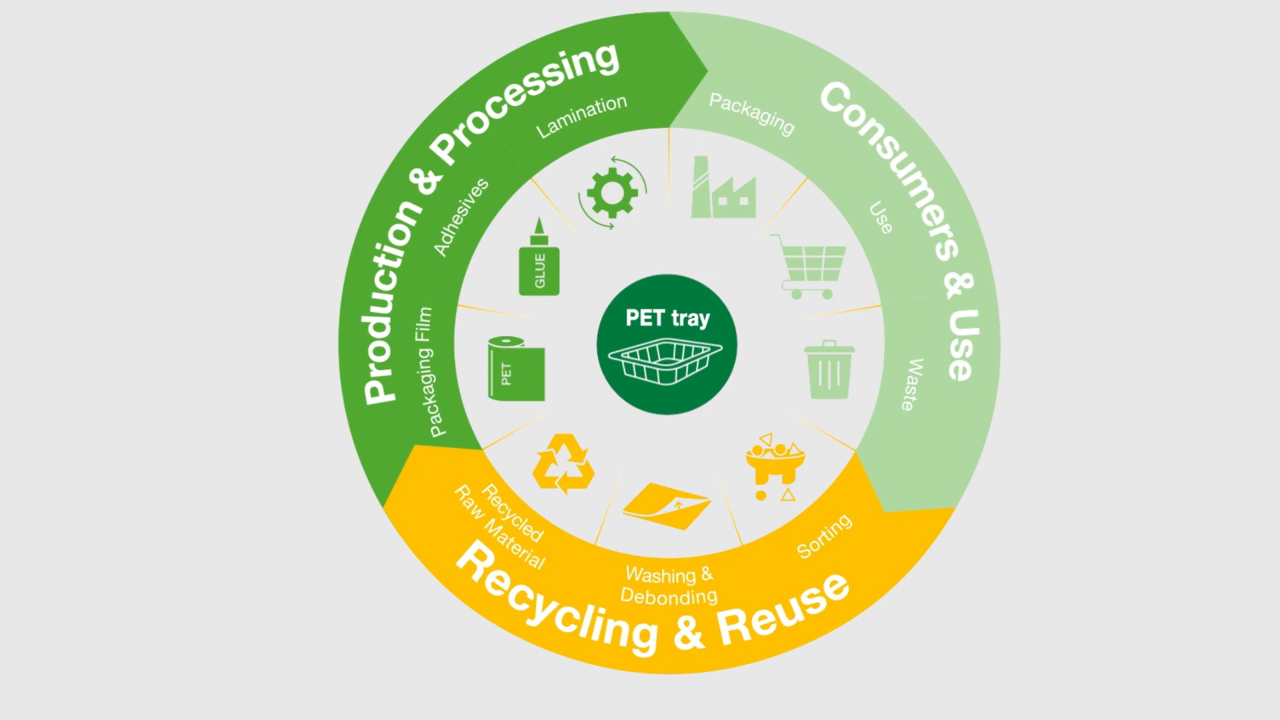 Production & Processing
Packaging Film
Adhesives
Lamination
Consumers & Use
Packaging
Use
Waste
Recycling & Reuse
Sorting
Washing &
Debonding
Recycled
Raw Material
GLUE
PET
PET tray